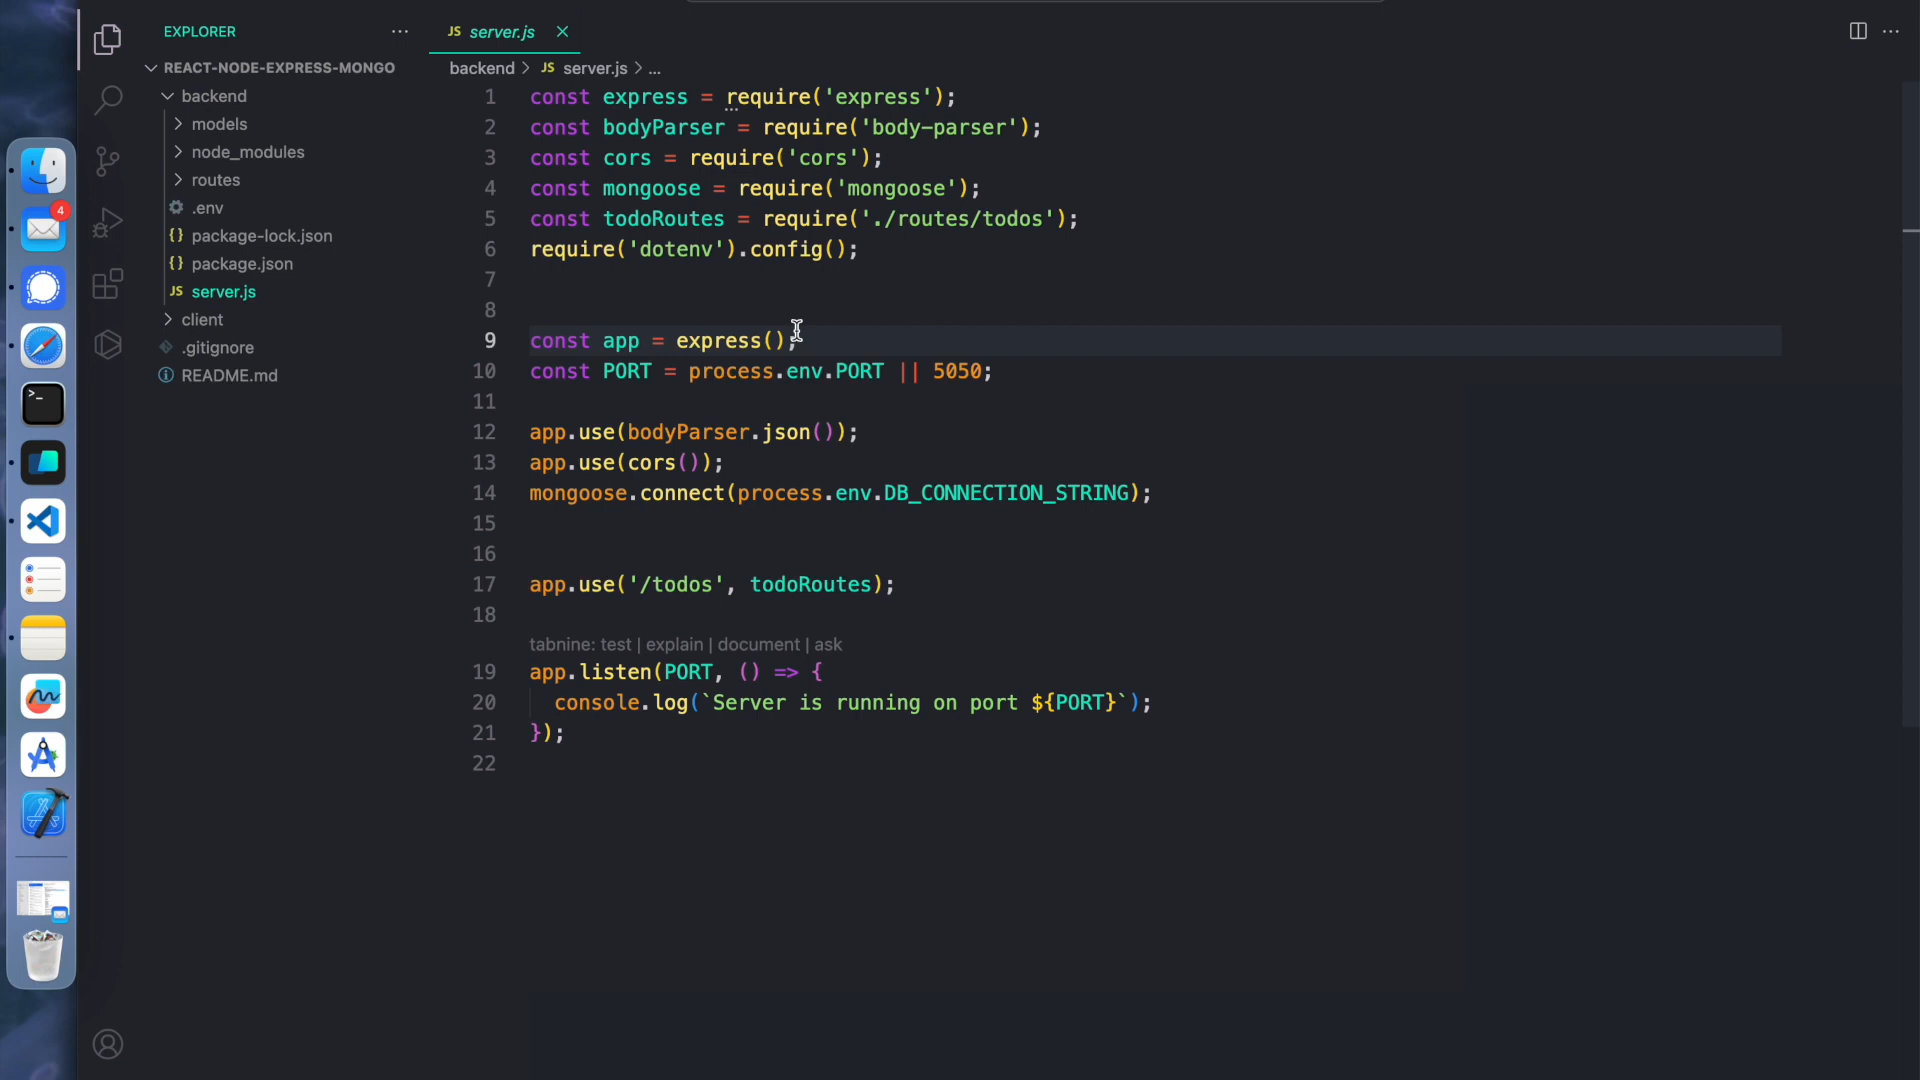 EXPLORER
REACT-NODE-EXPRESS-MONGO
backend
models
node_modules
routes
.env
{} package-lock.json
{} package.json
JS server.js
client
.gitignore
README.md
4
>_
JS server.js
backend > JS server.js > ...
1 const express = require('express');
2 const bodyParser = require('body-parser');
3 const cors = require('cors');
4 const mongoose = require('mongoose');
5 const todoRoutes = require('./routes/todos');
6 require('dotenv').config();
7
8
9 const app = express();
10 const PORT = process.env.PORT || 5050;
11
12 app.use(bodyParser.json());
13 app.use(cors());
14 mongoose.connect(process.env.DB_CONNECTION_STRING);
15
16
17 app.use('/todos', todoRoutes);
18
tabnine: test | explain | document | ask
19 app.listen(PORT, () => {
20 console.log(`Server is running on port ${PORT}`);
21 });
22